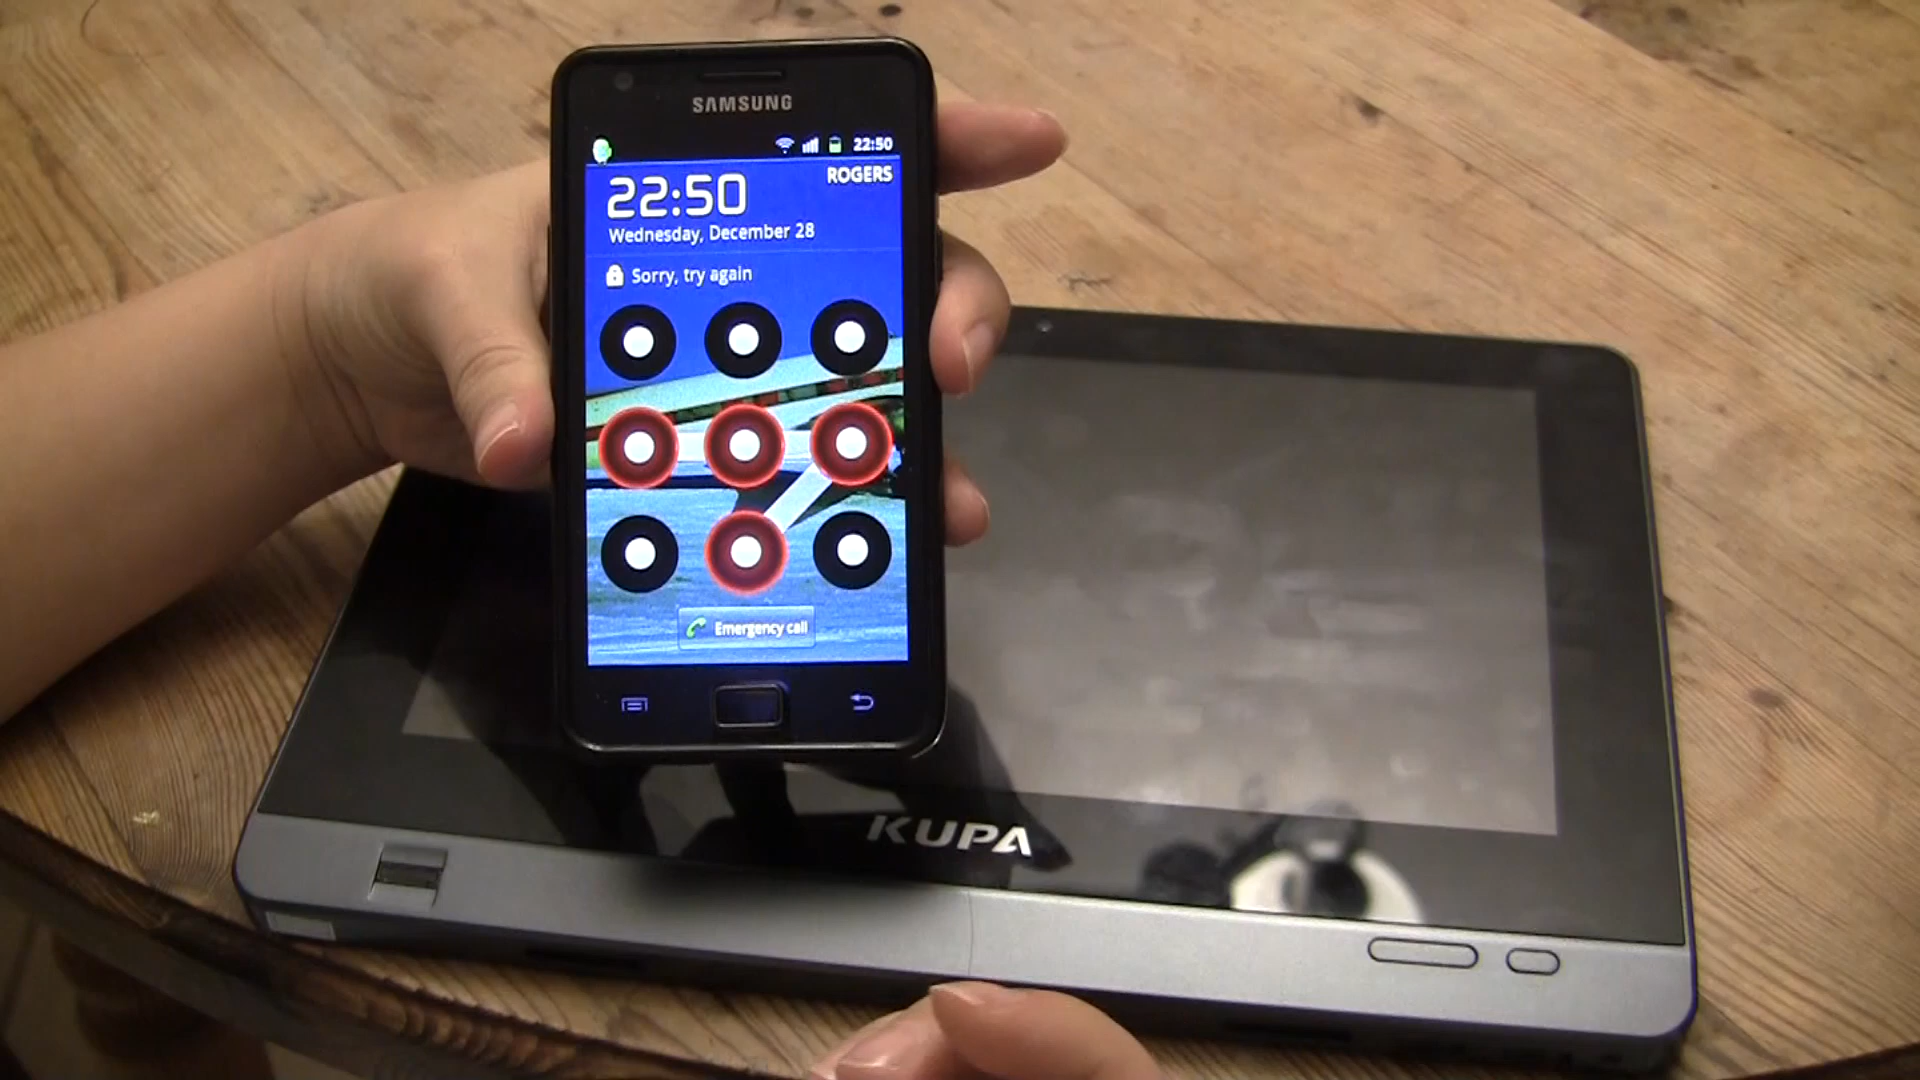 SAMSUNG
22:50
ROGERS
22:50
Wednesday, December 28
Sorry, try again
Emergency call
KUPA